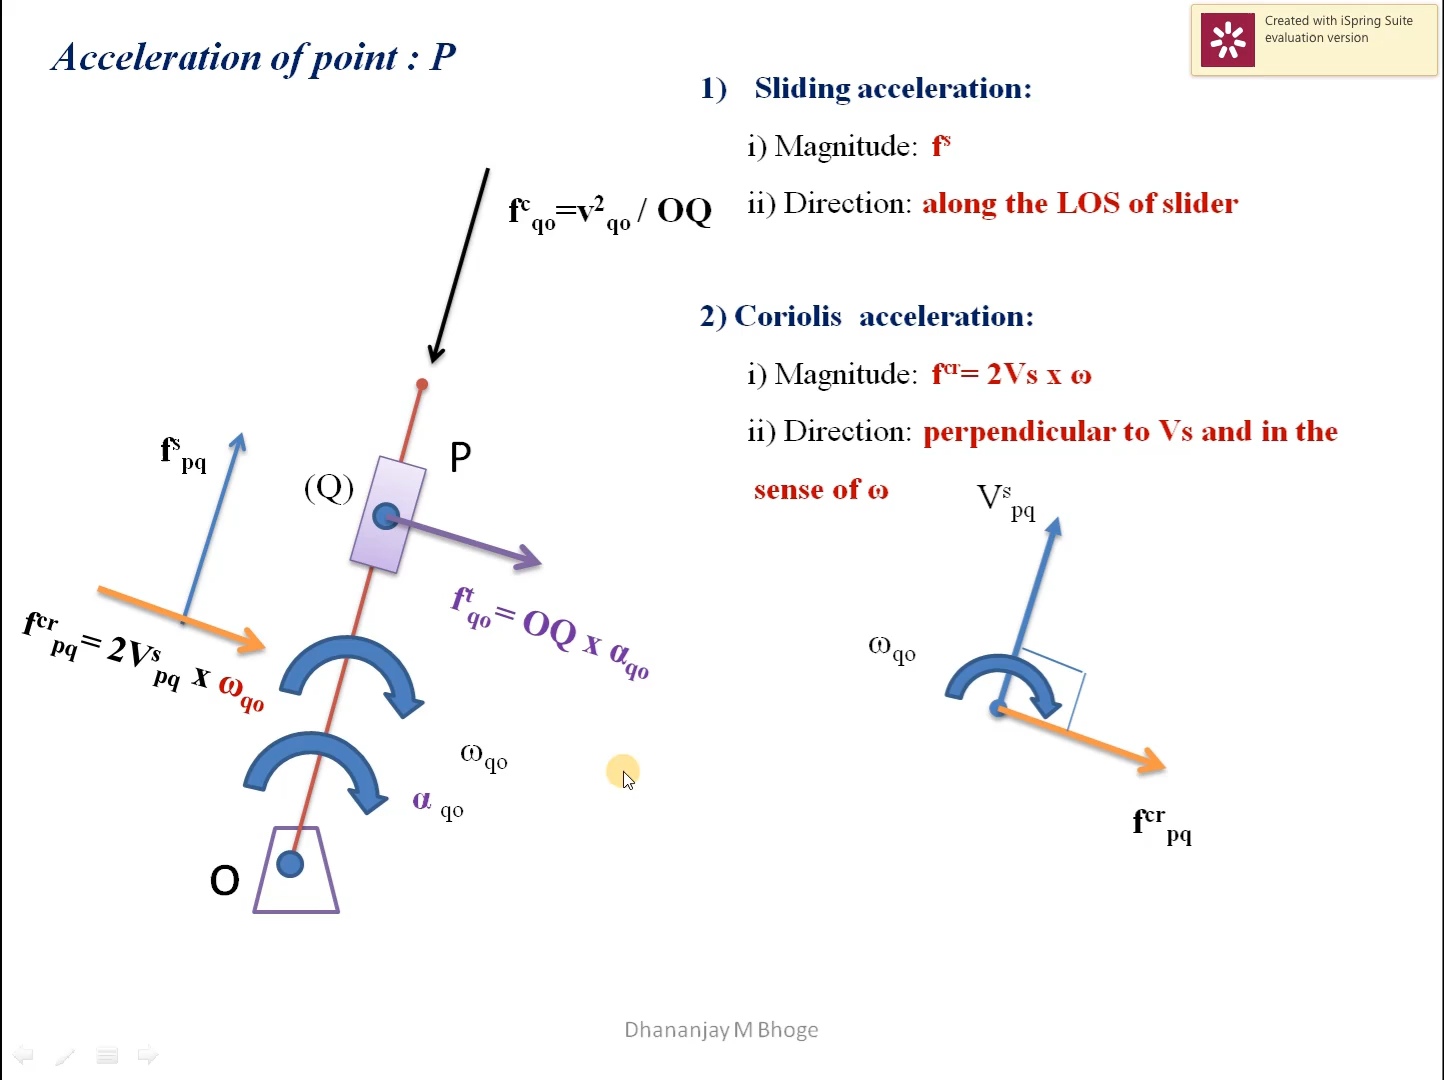 Created with iSpring Suite
evaluation version
Acceleration of point : P
1) Sliding acceleration:
i) Magnitude: fˢ
ii) Direction: along the LOS of slider
fᶜqo=v²qo / OQ
2) Coriolis acceleration:
i) Magnitude: fᶜʳ= 2Vs x ω
ii) Direction: perpendicular to Vs and in the
sense of ω
fˢpq
P
(Q)
Vˢpq
fᵗqo= OQ x αqo
fᶜʳpq= 2Vˢpq x ωqo
ωqo
ωqo
α qo
fᶜʳpq
O
Dhananjay M Bhoge